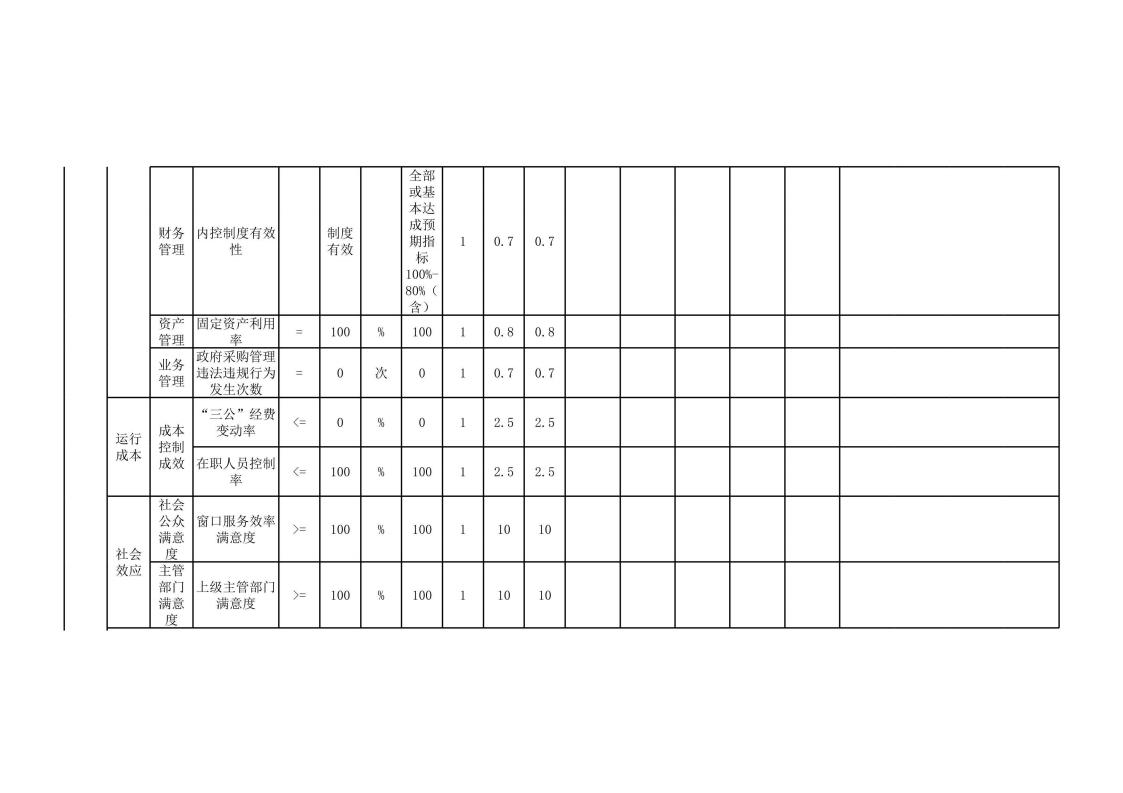 财务
管理
内控制度有效
性
制度
有效
全部
或基
本达
成预
期指
标
100%-
80%（
含）
1
0.7
0.7
资产
管理
固定资产利用
率
=
100
%
100
1
0.8
0.8
业务
管理
政府采购管理
违法违规行为
发生次数
=
0
次
0
1
0.7
0.7
运行
成本
成本
控制
成效
“三公”经费
变动率
<=
0
%
0
1
2.5
2.5
在职人员控制
率
<=
100
%
100
1
2.5
2.5
社会
效应
社会
公众
满意
度
窗口服务效率
满意度
>=
100
%
100
1
10
10
主管
部门
满意
度
上级主管部门
满意度
>=
100
%
100
1
10
10